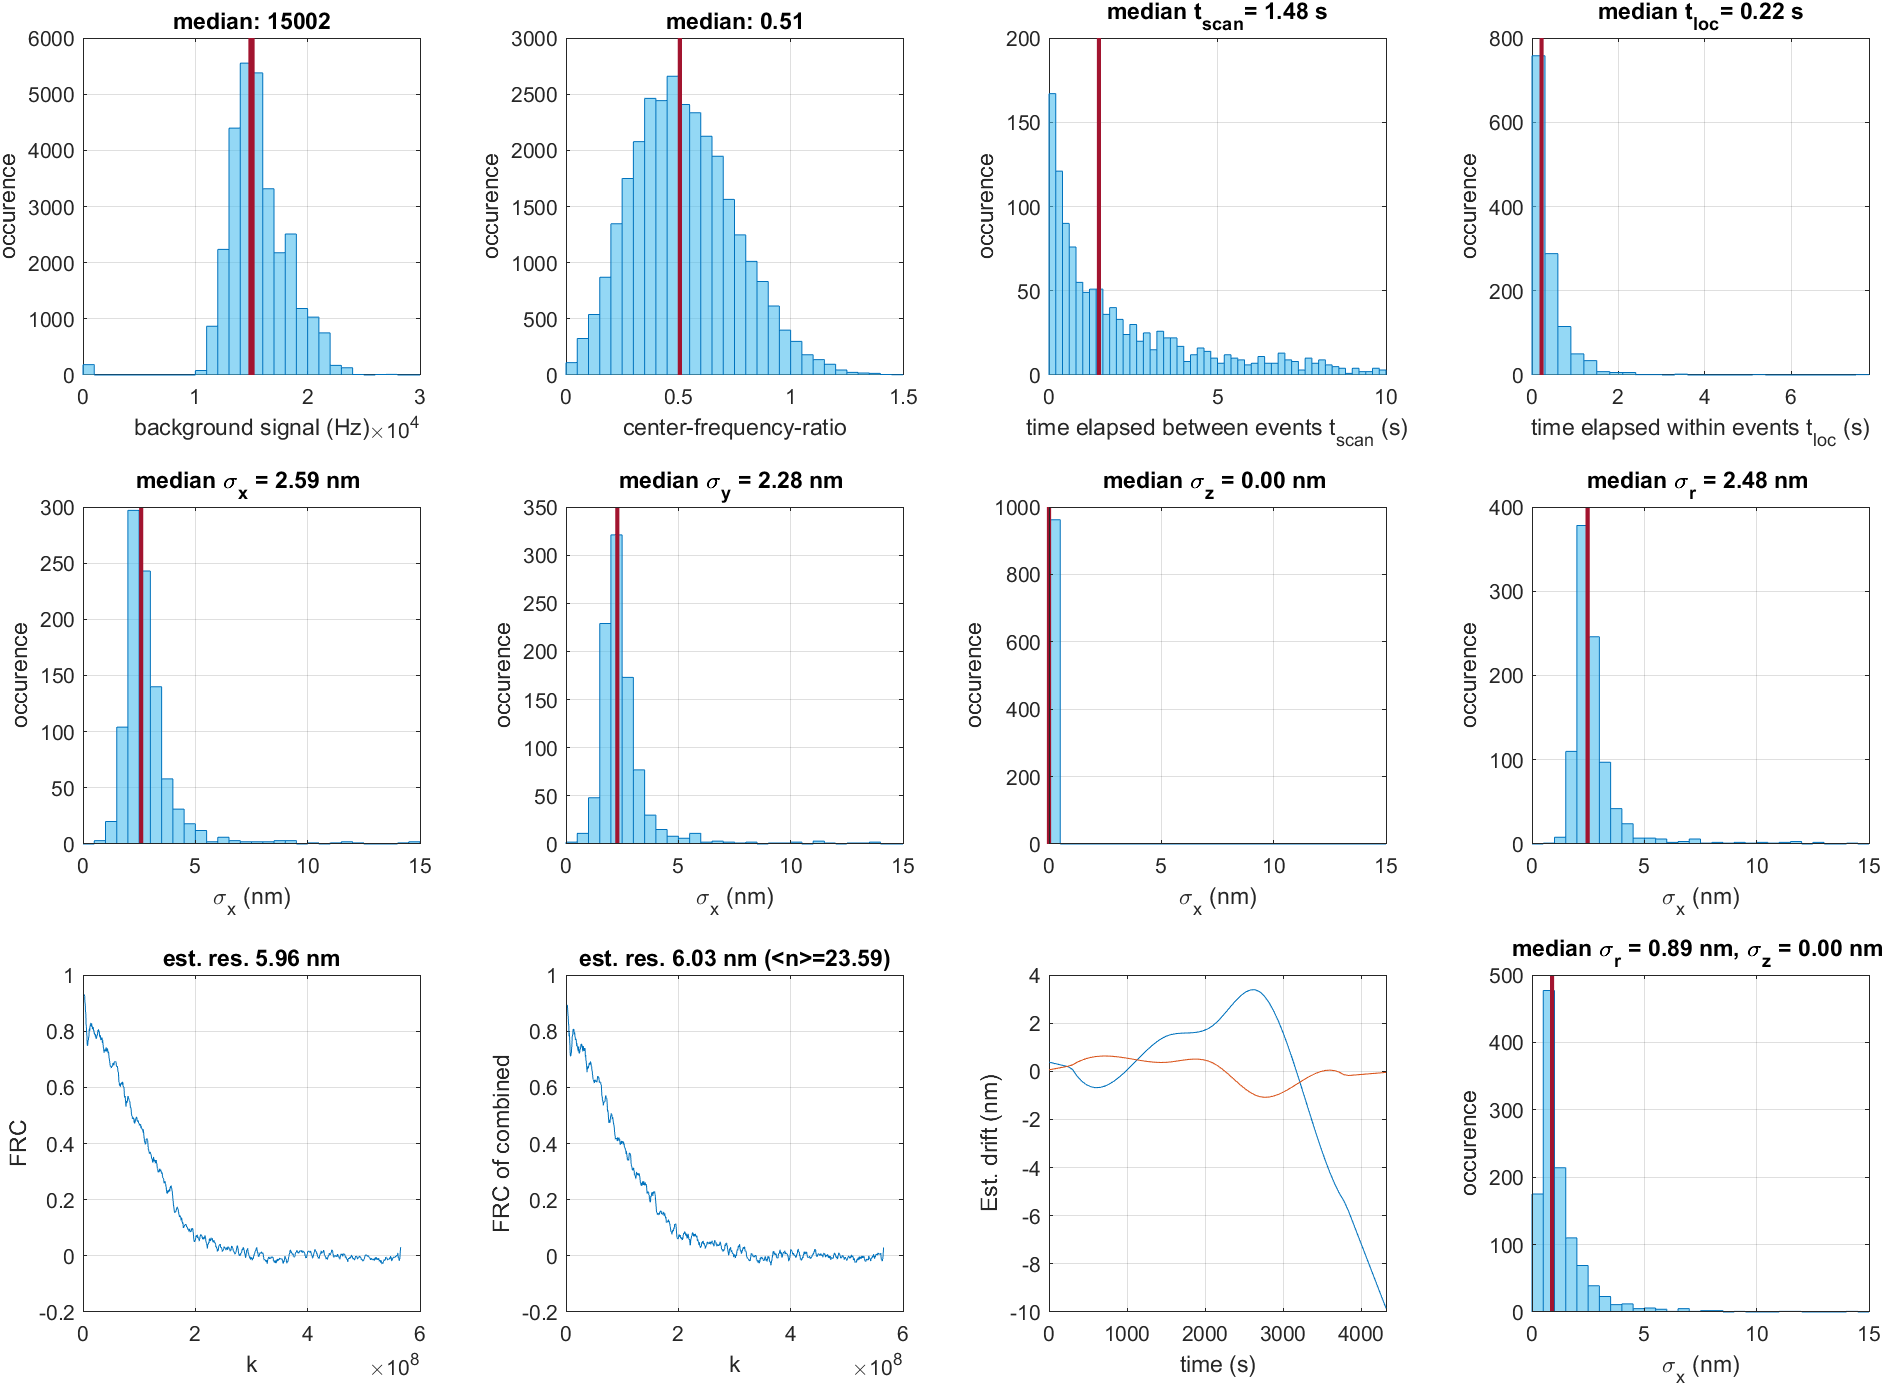 median: 15002
6000
5000
4000
3000
2000
1000
0
occurence
0 1 2 3
background signal (Hz) ×10^4
median: 0.51
3000
2500
2000
1500
1000
500
0
occurence
0 0.5 1 1.5
center-frequency-ratio
median t_scan = 1.48 s
200
150
100
50
0
occurence
0 5 10
time elapsed between events t_scan (s)
median t_loc = 0.22 s
800
600
400
200
0
occurence
0 2 4 6
time elapsed within events t_loc (s)
median σ_x = 2.59 nm
300
250
200
150
100
50
0
occurence
0 5 10 15
σ_x (nm)
median σ_y = 2.28 nm
350
300
250
200
150
100
50
0
occurence
0 5 10 15
σ_x (nm)
median σ_z = 0.00 nm
1000
800
600
400
200
0
occurence
0 5 10 15
σ_x (nm)
median σ_r = 2.48 nm
400
300
200
100
0
occurence
0 5 10 15
σ_x (nm)
est. res. 5.96 nm
1
0.8
0.6
0.4
0.2
0
-0.2
FRC
0 2 4 6
k ×10^8
est. res. 6.03 nm (<n>=23.59)
1
0.8
0.6
0.4
0.2
0
-0.2
FRC of combined
0 2 4 6
k ×10^8
4
2
0
-2
-4
-6
-8
-10
Est. drift (nm)
0 1000 2000 3000 4000
time (s)
median σ_r = 0.89 nm, σ_z = 0.00 nm
500
400
300
200
100
0
occurence
0 5 10 15
σ_x (nm)